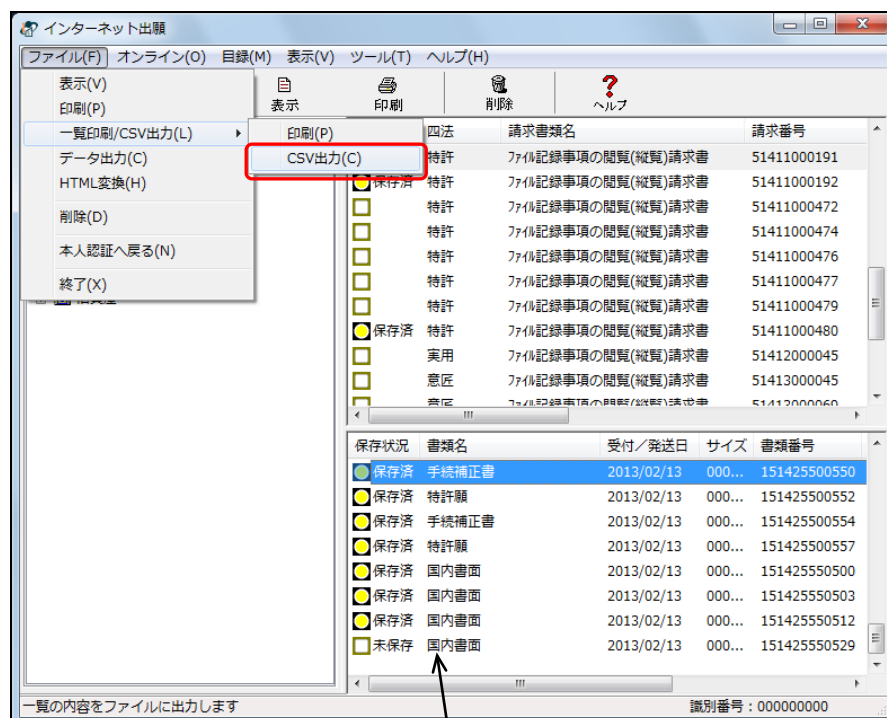 インターネット出願
ファイル(F) オンライン(O) 目録(M) 表示(V) ツール(T) ヘルプ(H)
表示 印刷 削除 ヘルプ
表示(V)
印刷(P)
一覧印刷/CSV出力(L)
データ出力(C)
HTML変換(H)
削除(D)
本人認証へ戻る(N)
終了(X)
印刷(P)
CSV出力(C)
四法 請求書類名 請求番号
特許 ファイル記録事項の閲覧(縦覧)請求書 51411000191
保存済 特許 ファイル記録事項の閲覧(縦覧)請求書 51411000192
特許 ファイル記録事項の閲覧(縦覧)請求書 51411000472
特許 ファイル記録事項の閲覧(縦覧)請求書 51411000474
特許 ファイル記録事項の閲覧(縦覧)請求書 51411000476
特許 ファイル記録事項の閲覧(縦覧)請求書 51411000477
特許 ファイル記録事項の閲覧(縦覧)請求書 51411000479
保存済 特許 ファイル記録事項の閲覧(縦覧)請求書 51411000480
実用 ファイル記録事項の閲覧(縦覧)請求書 51412000045
意匠 ファイル記録事項の閲覧(縦覧)請求書 51413000045
意匠 ファイル記録事項の閲覧(縦覧)請求書 51413000060
保存状況 書類名 受付/発送日 サイズ 書類番号
保存済 手続補正書 2013/02/13 000... 151425500550
保存済 特許願 2013/02/13 000... 151425500552
保存済 手続補正書 2013/02/13 000... 151425500554
保存済 特許願 2013/02/13 000... 151425500557
保存済 国内書面 2013/02/13 000... 151425550500
保存済 国内書面 2013/02/13 000... 151425550503
保存済 国内書面 2013/02/13 000... 151425550512
未保存 国内書面 2013/02/13 000... 151425550529
一覧の内容をファイルに出力します 識別番号:000000000